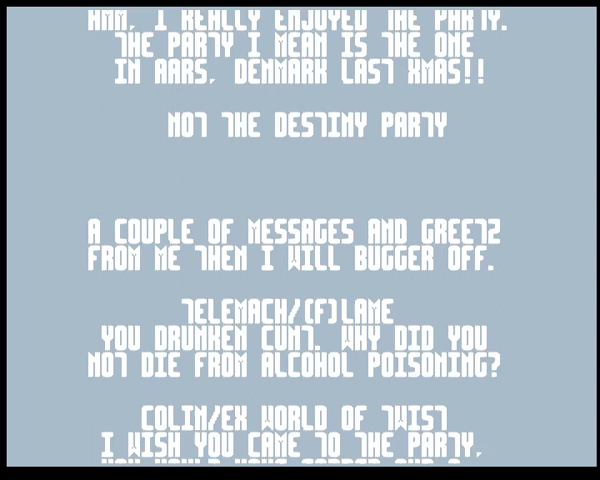 HMM, I REALLY ENJOYED THE PARTY.
THE PARTY I MEAN IS THE ONE
IN AARS, DENMARK LAST XMAS!!
NOT THE DESTINY PARTY
A COUPLE OF MESSAGES AND GREETZ
FROM ME THEN I WILL BUGGER OFF.
TELEMACH/(F)LAME
YOU DRUNKEN CUNT. WHY DID YOU
NOT DIE FROM ALCOHOL POISONING?
COLIN/EX WORLD OF TWIST
I WISH YOU CAME TO THE PARTY,